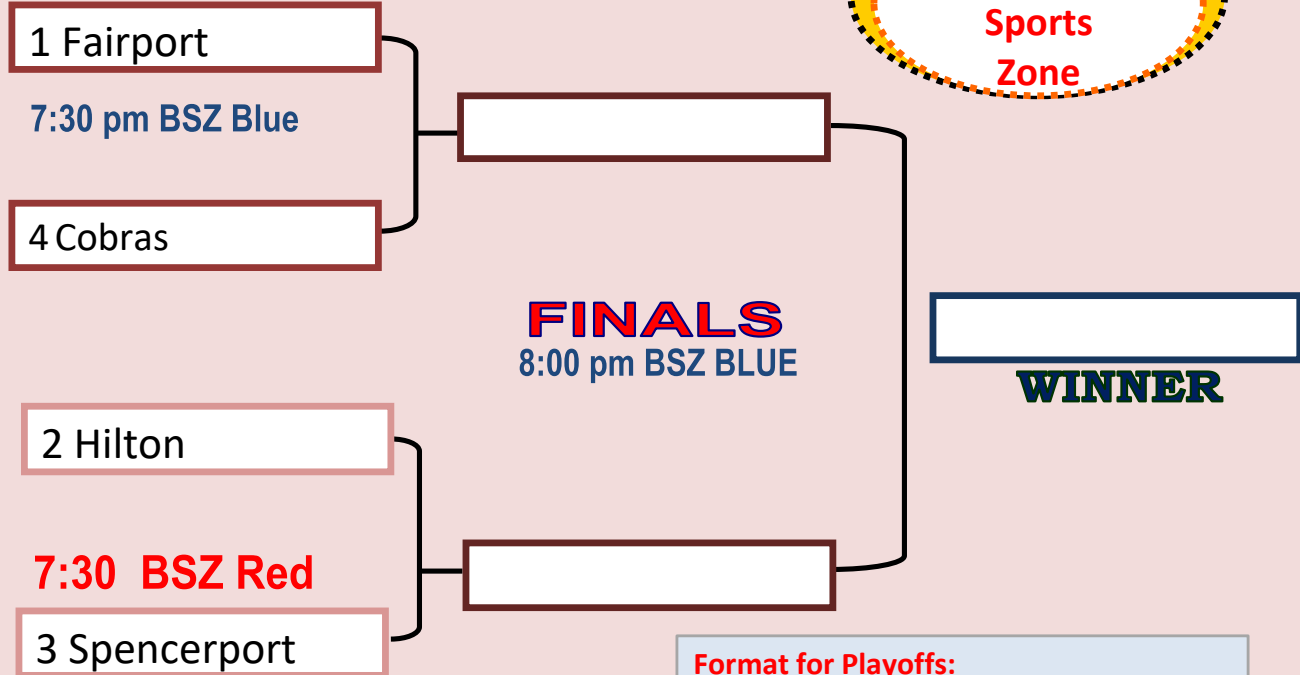 Sports
Zone
1 Fairport
7:30 pm BSZ Blue
4 Cobras
FINALS
8:00 pm BSZ BLUE
WINNER
2 Hilton
7:30 BSZ Red
3 Spencerport
Format for Playoffs: